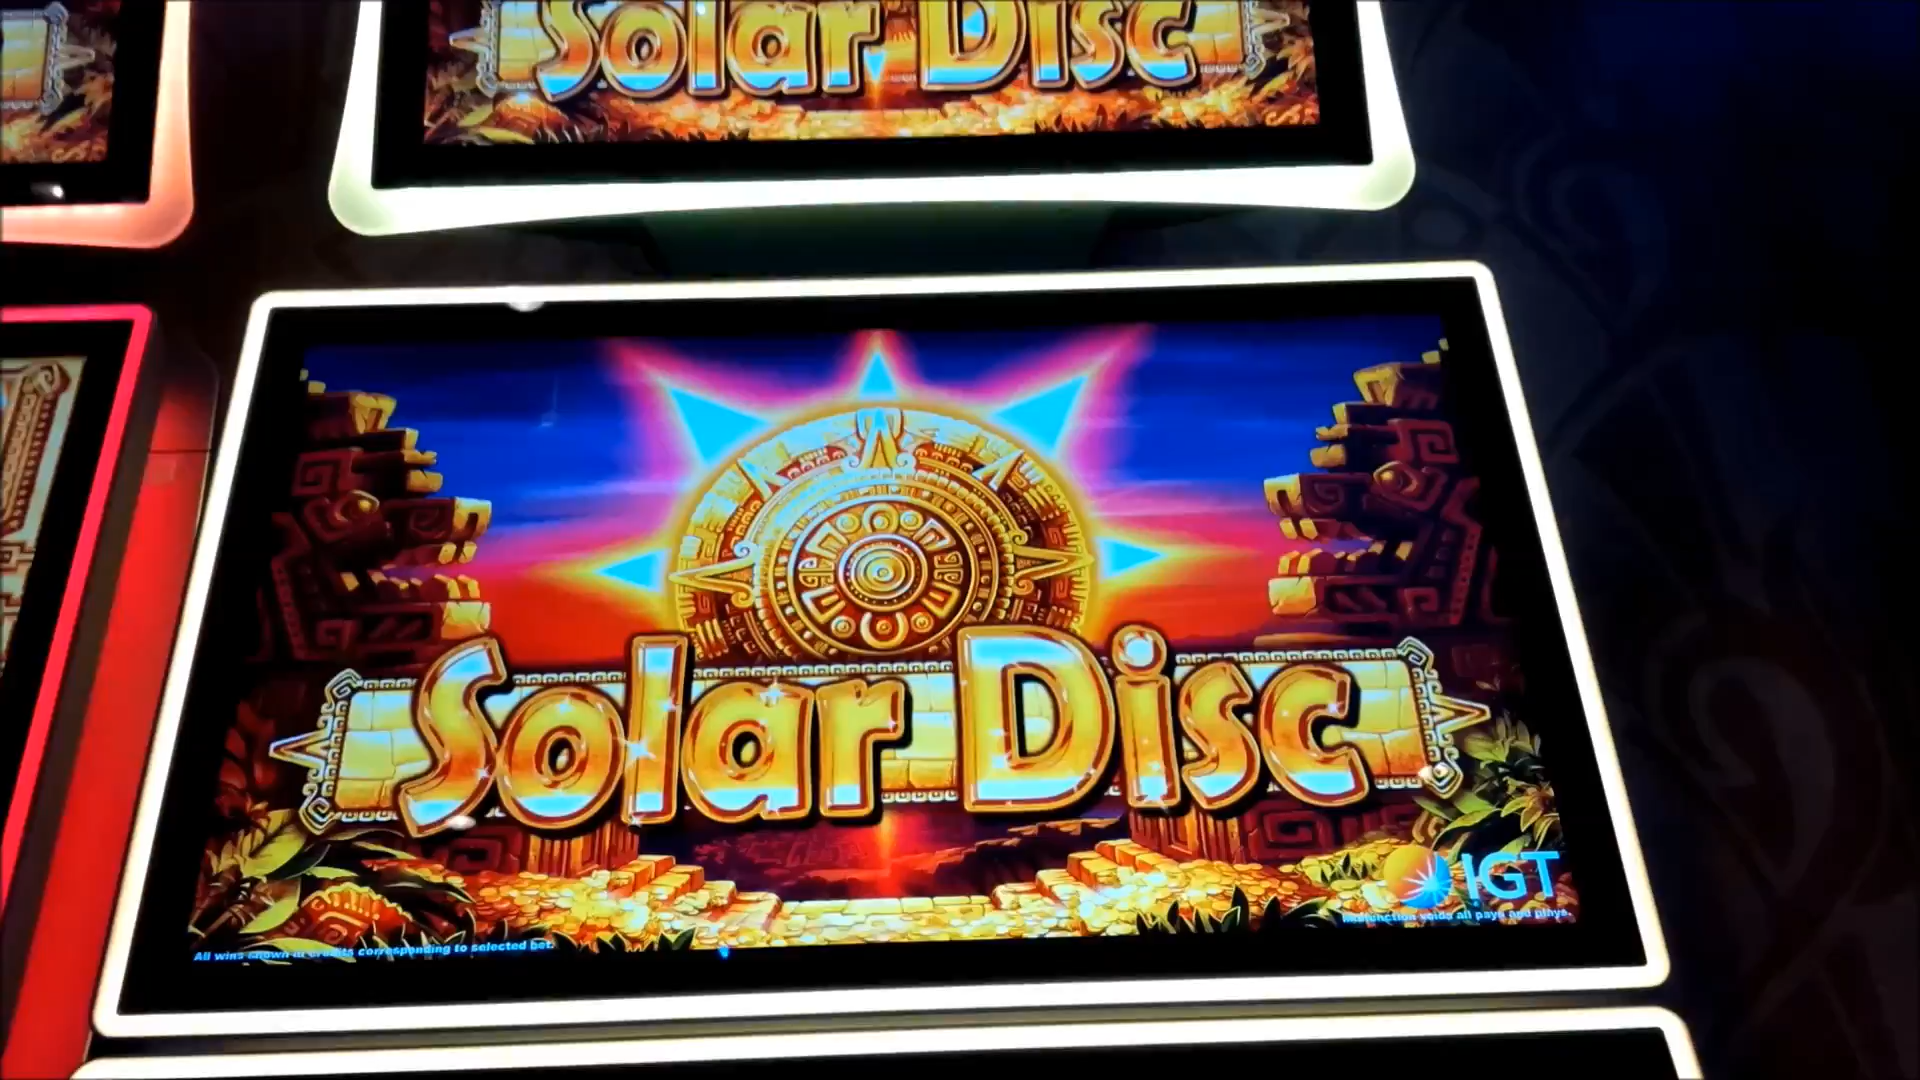 Solar Disc
Solar Disc
IGT
Malfunction voids all pays and plays.
All wins shown in credits corresponding to selected bet.